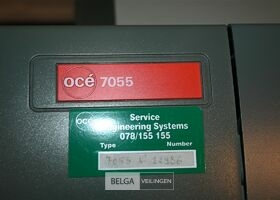 océ 7055
océ Service
Engineering Systems
078/155 155
Type Number
7055
BELGA VEILINGEN